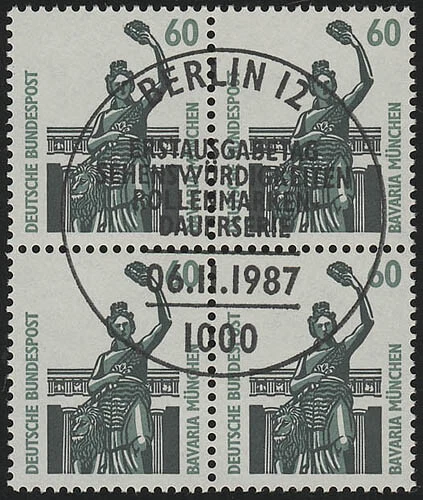 60
DEUTSCHE BUNDESPOST
BAVARIA MÜNCHEN
60
DEUTSCHE BUNDESPOST
BAVARIA MÜNCHEN
BERLIN 12
ERSTAUSGABETAG
SEHENSWÜRDIGKEITEN
ROLLENMARKEN-
DAUERSERIE
06.11.1987
1000
60
DEUTSCHE BUNDESPOST
BAVARIA MÜNCHEN
60
DEUTSCHE BUNDESPOST
BAVARIA MÜNCHEN